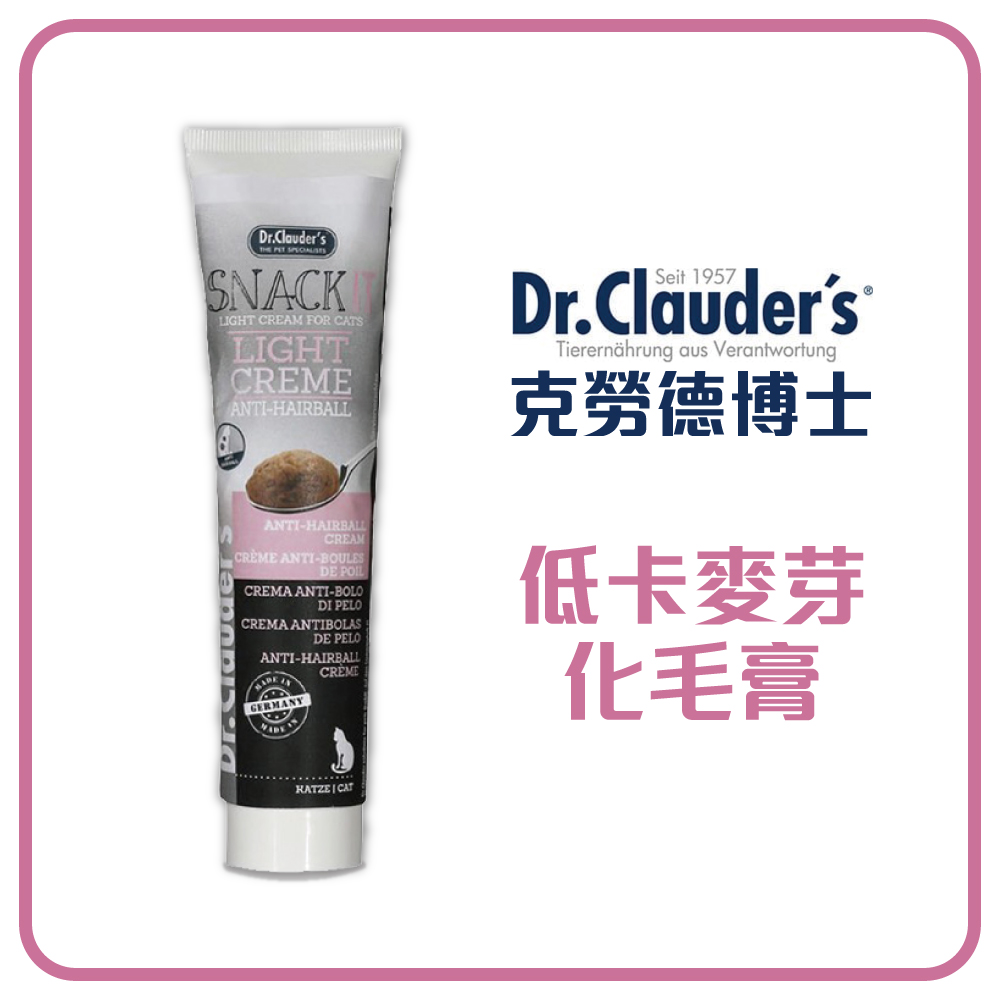 Dr.Clauder's
THE PET SPECIALISTS
SNACK IT
LIGHT CREAM FOR CATS
LIGHT
CREME
ANTI-HAIRBALL
ANTI-HAIRBALL
CREAM
CRÈME ANTI-BOULES
DE POIL
CREMA ANTI-BOLO
DI PELO
CREMA ANTIBOLAS
DE PELO
ANTI-HAIRBALL
CREME
MADE IN
GERMANY
MADE IN
Dr.Clauder's
KATZE | CAT
Seit 1957
Dr.Clauder's®
Tierernährung aus Verantwortung
克勞德博士
低卡麥芽
化毛膏